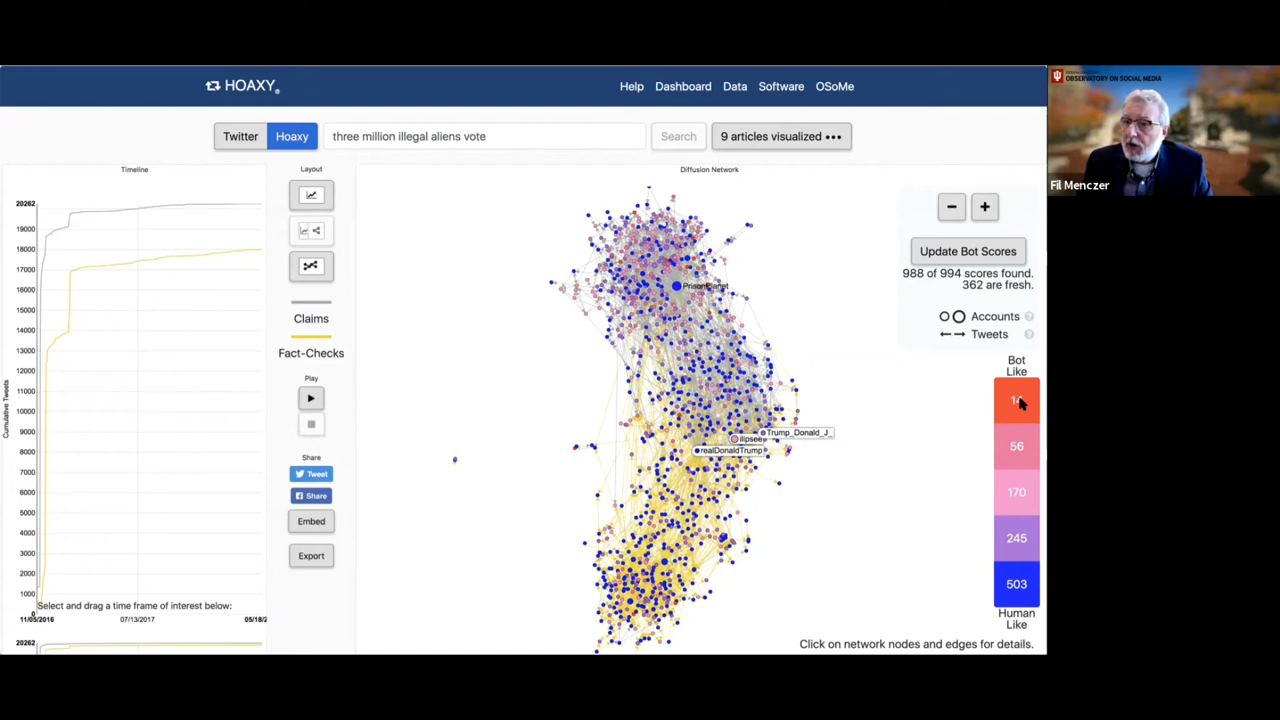 HOAXY®
Help
Dashboard
Data
Software
OSoMe
OBSERVATORY ON SOCIAL MEDIA
Fil Menczer
Twitter
Hoaxy
three million illegal aliens vote
Search
9 articles visualized •••
Timeline
20262
19000
18000
17000
16000
15000
14000
13000
12000
11000
10000
9000
8000
7000
6000
5000
4000
3000
2000
1000
0
Cumulative Tweets
Select and drag a time frame of interest below:
11/05/2016
07/13/2017
05/18/2
20262
Layout
Claims
Fact-Checks
Play
Share
Tweet
Share
Embed
Export
Diffusion Network
PrisonPlanet
Trump_Donald_J_
ilipsee
realDonaldTrump
Update Bot Scores
988 of 994 scores found.
362 are fresh.
Accounts ?
Tweets ?
Bot
Like
56
170
245
503
Human
Like
Click on network nodes and edges for details.